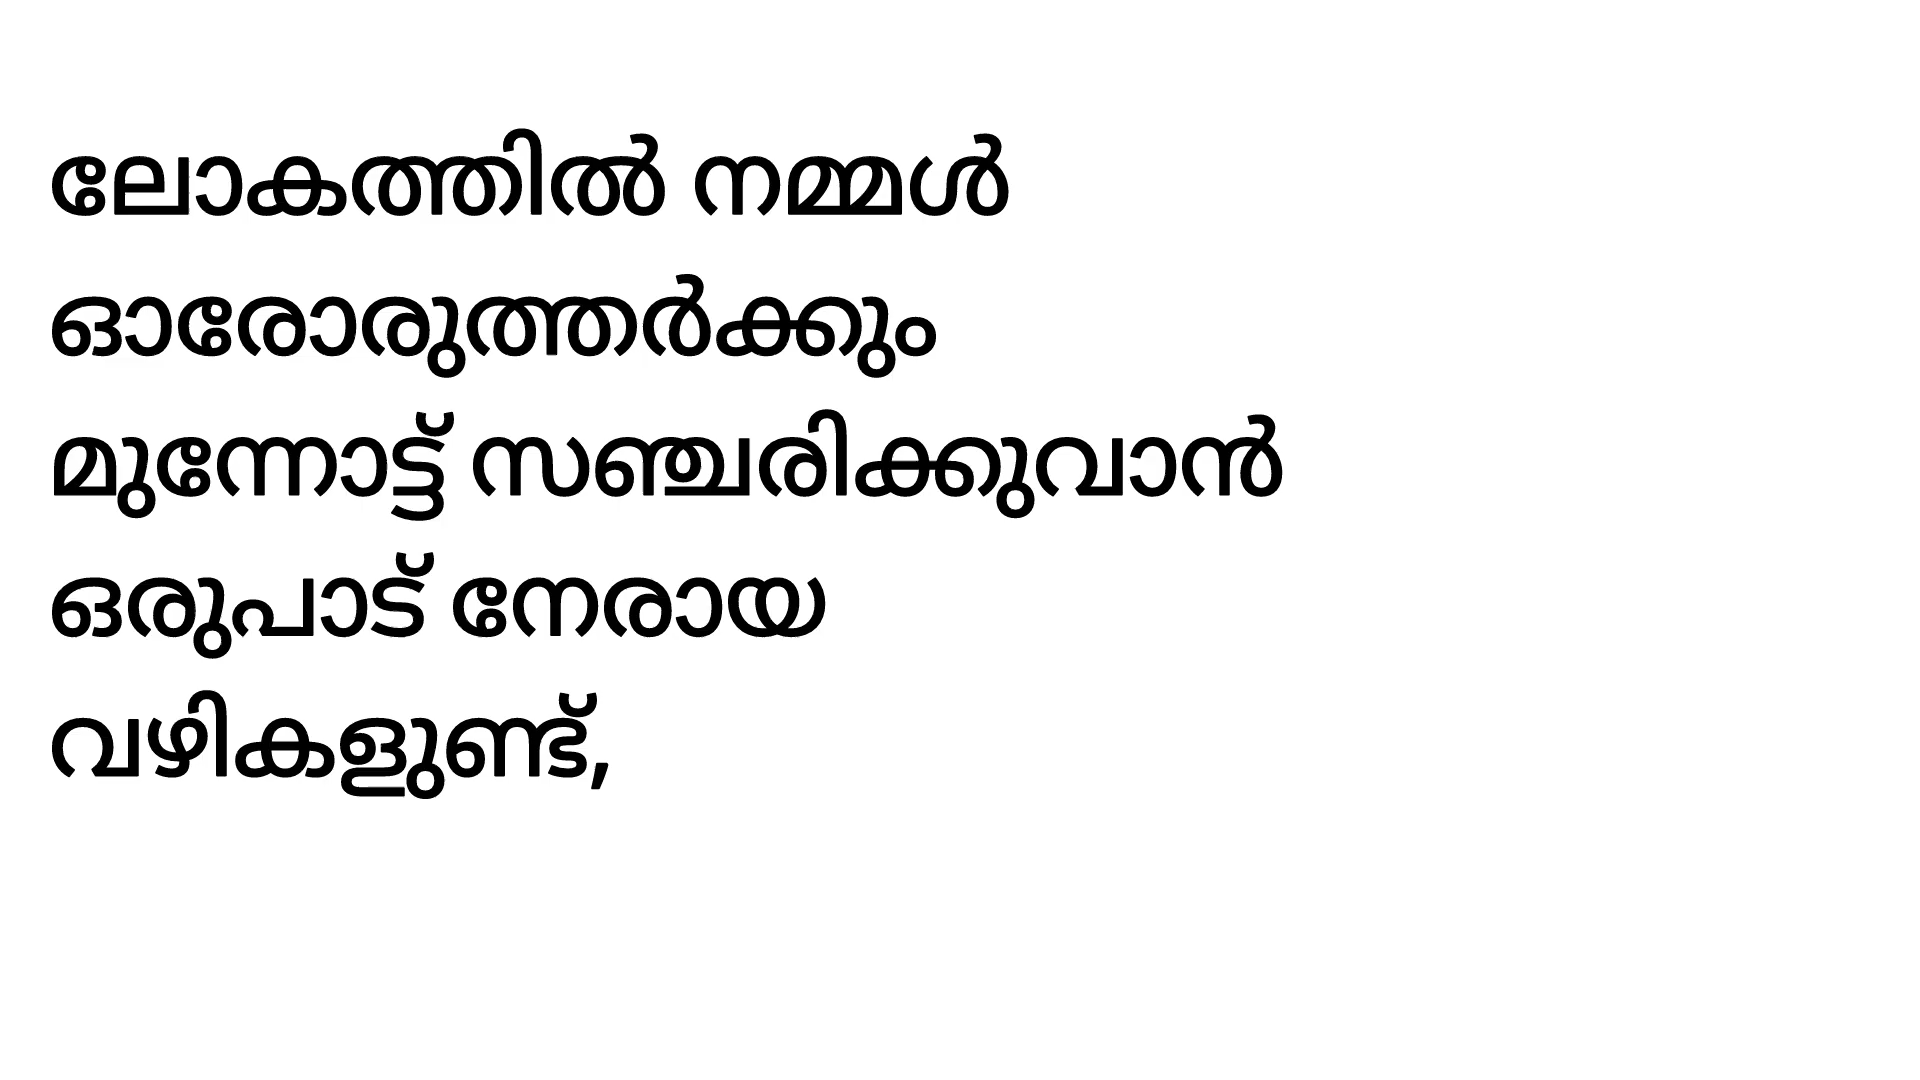 ലോകത്തിൽ നമ്മൾ
ഓരോരുത്തർക്കും
മുന്നോട്ട് സഞ്ചരിക്കുവാൻ
ഒരുപാട് നേരായ
വഴികളുണ്ട്,